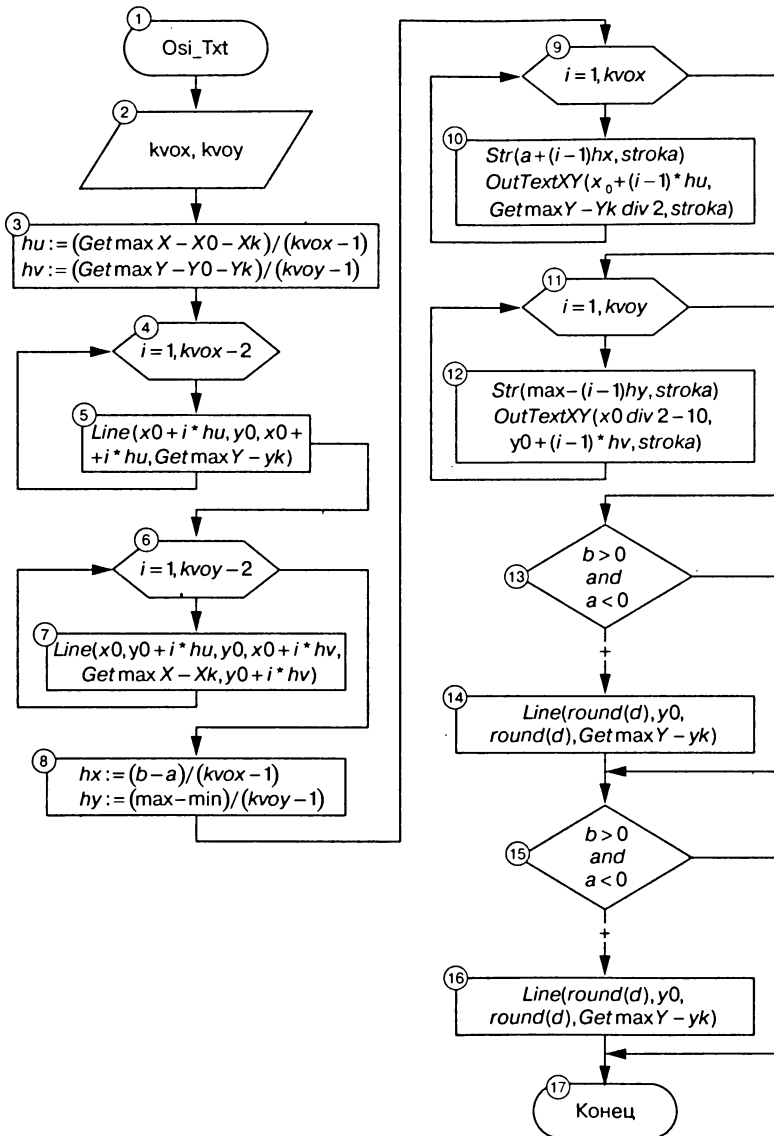 1
Osi_Txt
2
kvox, kvoy
3
hu := (Get max X − X0 − Xk)/(kvox − 1)
hv := (Get max Y − Y0 − Yk)/(kvoy − 1)
4
i = 1, kvox − 2
5
Line(x0 + i * hu, y0, x0 +
+ i * hu, Get max Y − yk)
6
i = 1, kvoy − 2
7
Line(x0, y0 + i * hu, y0, x0 + i * hv,
Get max X − Xk, y0 + i * hv)
8
hx := (b − a)/(kvox − 1)
hy := (max − min)/(kvoy − 1)
9
i = 1, kvox
10
Str(a + (i − 1)hx, stroka)
OutTextXY(x₀ + (i − 1) * hu,
Get max Y − Yk div 2, stroka)
11
i = 1, kvoy
12
Str(max − (i − 1)hy, stroka)
OutTextXY(x0 div 2 − 10,
y0 + (i − 1) * hv, stroka)
13
b > 0
and
a < 0
+
14
Line(round(d), y0,
round(d), Get max Y − yk)
15
b > 0
and
a < 0
+
16
Line(round(d), y0,
round(d), Get max Y − yk)
17
Конец